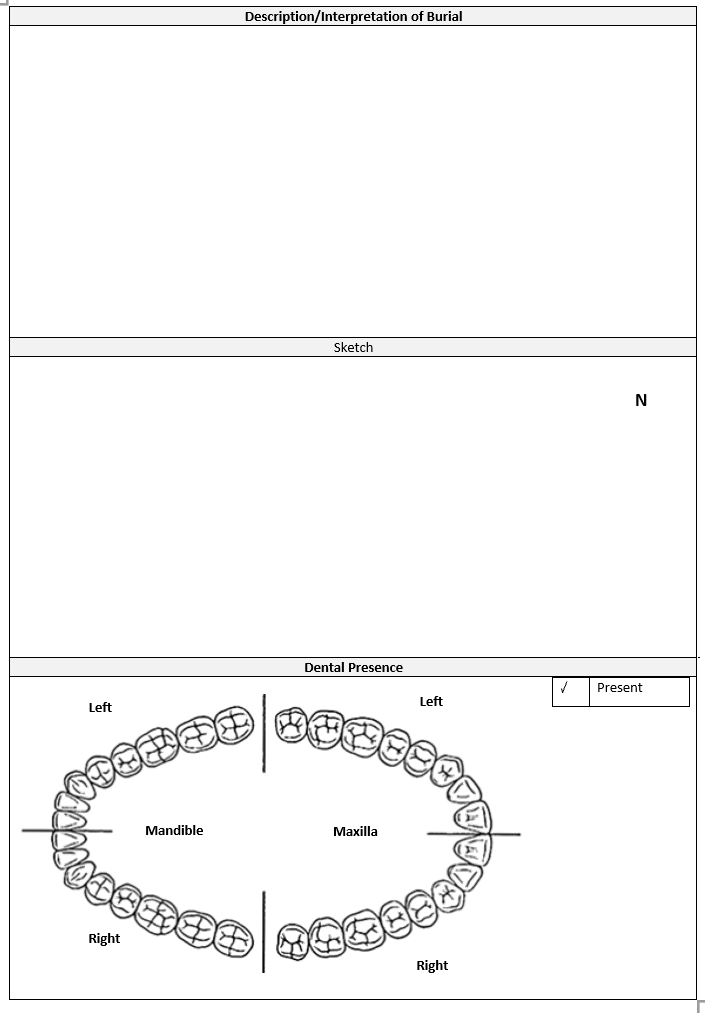 Description/Interpretation of Burial
Sketch
N
Dental Presence
√ Present
Left
Left
Mandible
Maxilla
Right
Right